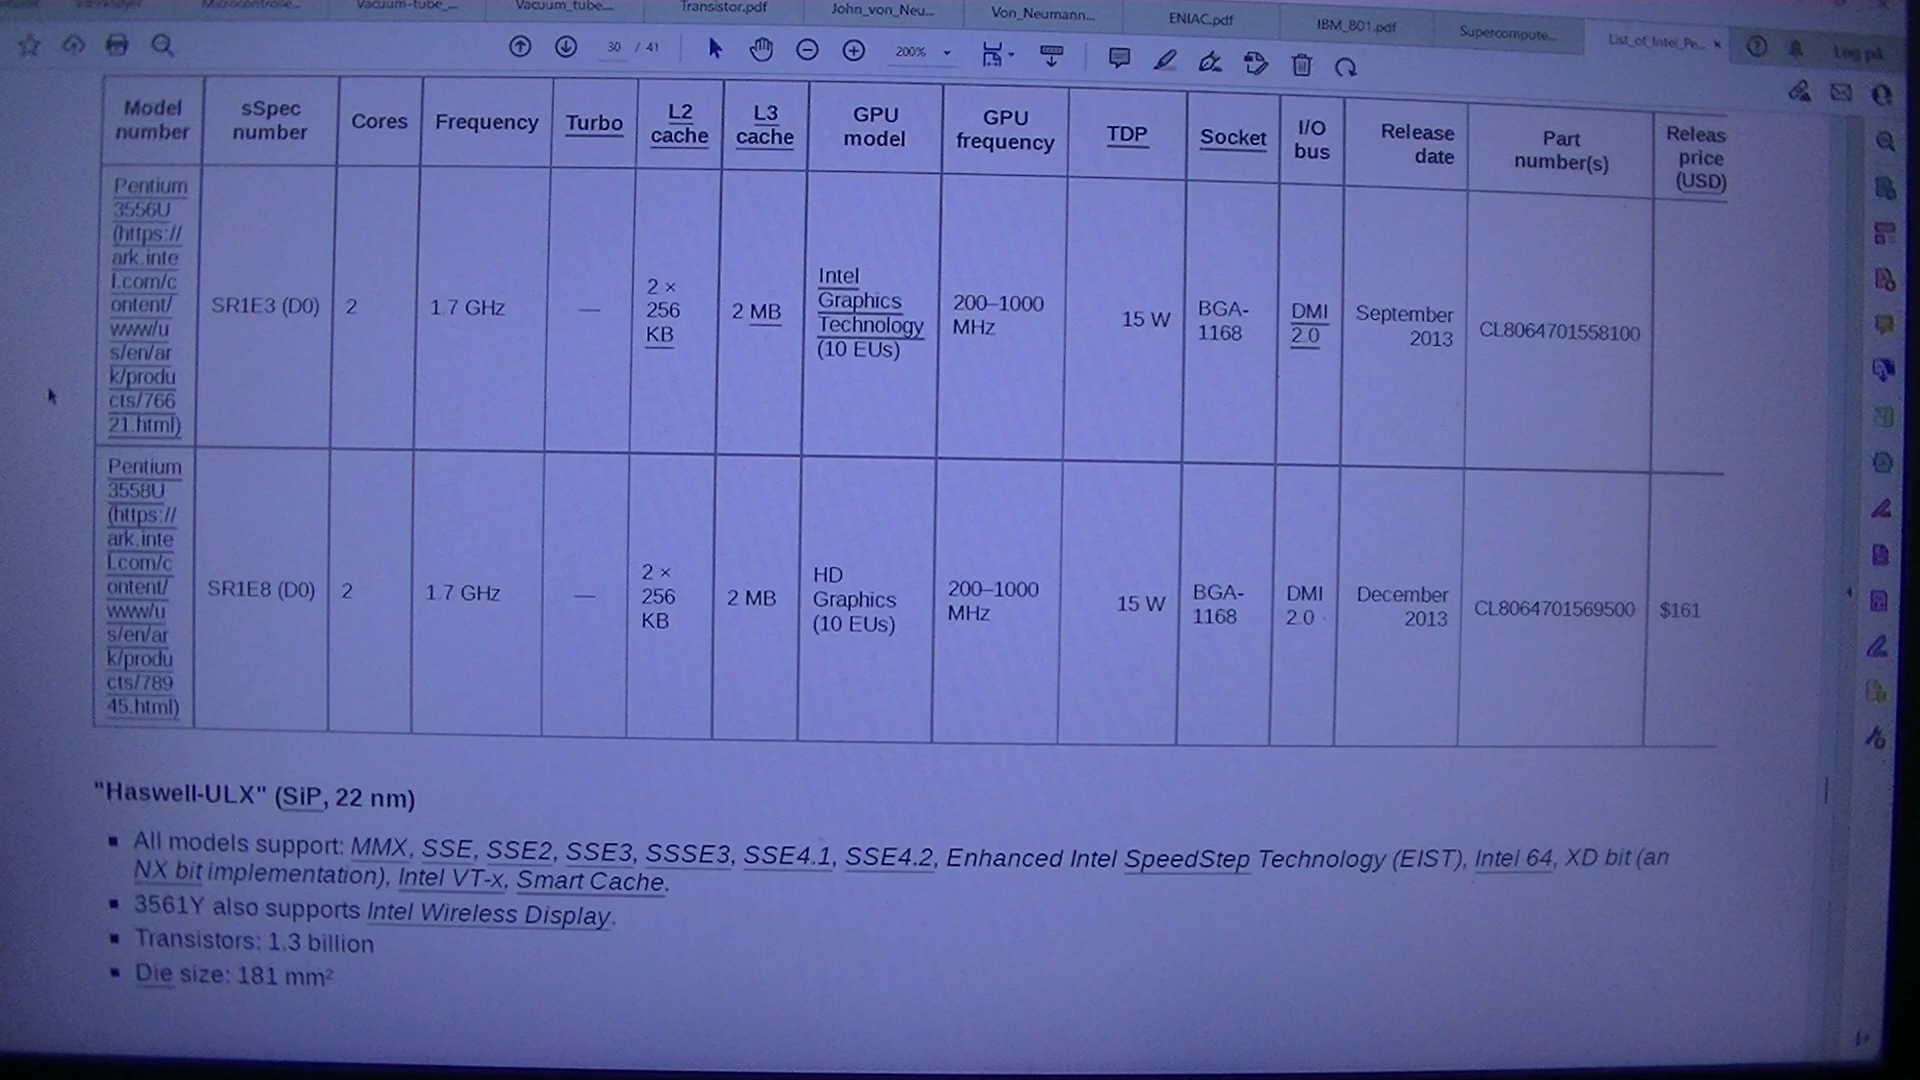 Vacuum-tube_...
Vacuum_tube...
Transistor.pdf
John_von_Neu...
Von_Neumann...
ENIAC.pdf
IBM_801.pdf
Supercompute...
List_of_Intel_Pe...
30 / 41
200%
Log på
Model number
sSpec number
Cores
Frequency
Turbo
L2 cache
L3 cache
GPU model
GPU frequency
TDP
Socket
I/O bus
Release date
Part number(s)
Releas price (USD)
Pentium
3556U
(https://
ark.inte
l.com/c
ontent/
www/u
s/en/ar
k/produ
cts/766
21.html)
SR1E3 (D0)
2
1.7 GHz
—
2 ×
256
KB
2 MB
Intel
Graphics
Technology
(10 EUs)
200–1000
MHz
15 W
BGA-
1168
DMI
2.0
September
2013
CL8064701558100
Pentium
3558U
(https://
ark.inte
l.com/c
ontent/
www/u
s/en/ar
k/produ
cts/789
45.html)
SR1E8 (D0)
2
1.7 GHz
—
2 ×
256
KB
2 MB
HD
Graphics
(10 EUs)
200–1000
MHz
15 W
BGA-
1168
DMI
2.0
December
2013
CL8064701569500
$161
"Haswell-ULX" (SiP, 22 nm)
▪ All models support: MMX, SSE, SSE2, SSE3, SSSE3, SSE4.1, SSE4.2, Enhanced Intel SpeedStep Technology (EIST), Intel 64, XD bit (an
NX bit implementation), Intel VT-x, Smart Cache.
▪ 3561Y also supports Intel Wireless Display.
▪ Transistors: 1.3 billion
▪ Die size: 181 mm²